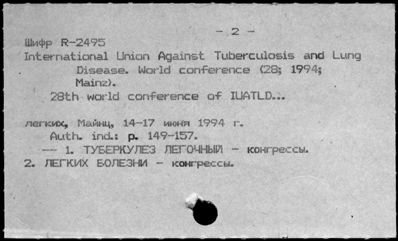 - 2 -
Шифр R-2495
International Union Against Tuberculosis and Lung
Disease. World conference (28; 1994;
Mainz).
28th world conference of IUATLD...
легких, Майнц, 14-17 июня 1994 г.
Auth. ind.: p. 149-157.
-- 1. ТУБЕРКУЛЕЗ ЛЕГОЧНЫЙ - конгрессы.
2. ЛЕГКИХ БОЛЕЗНИ - конгрессы.